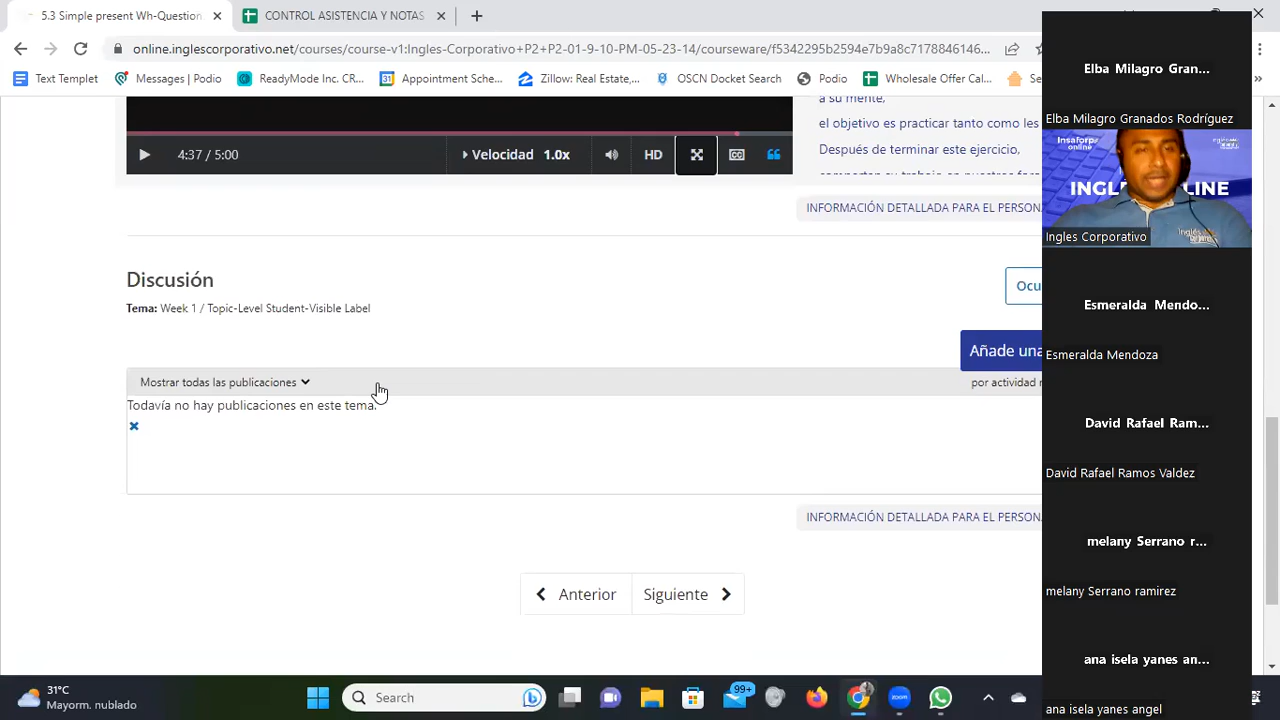 5.3 Simple present Wh-Question
CONTROL ASISTENCIA Y NOTAS
online.inglescorporativo.net/courses/course-v1:Ingles-Corporativo+P2+P2-01-9-10-PM-05-23-14/courseware/f5342295b2594e7b9a8c7178846146...
Text Templet
Messages | Podio
ReadyMode Inc. CR...
Appointment Sche...
Zillow: Real Estate,...
OSCN Docket Search
Podio
Wholesale Offer Cal...
Se
a su mente,
el objetivo es practicar tanto como les
Después de terminar este ejercicio,
4:37 / 5:00
Velocidad 1.0x
HD
INFORMACIÓN DETALLADA PARA EL PERSON
Discusión
Ocu
Tema: Week 1 / Topic-Level Student-Visible Label
Añade una
Mostrar todas las publicaciones
por actividad
Todavía no hay publicaciones en este tema.
INFORMACIÓN DETALLADA PARA EL PERSON
Anterior
Siguiente
31°C
Mayorm. nublado
Search
99+
zoom
Elba Milagro Gran...
Elba Milagro Granados Rodríguez
Insaforp
online
Ingles Corporativo
Esmeralda Mendo...
Esmeralda Mendoza
David Rafael Ram...
David Rafael Ramos Valdez
melany Serrano r...
melany Serrano ramirez
ana isela yanes an...
ana isela yanes angel